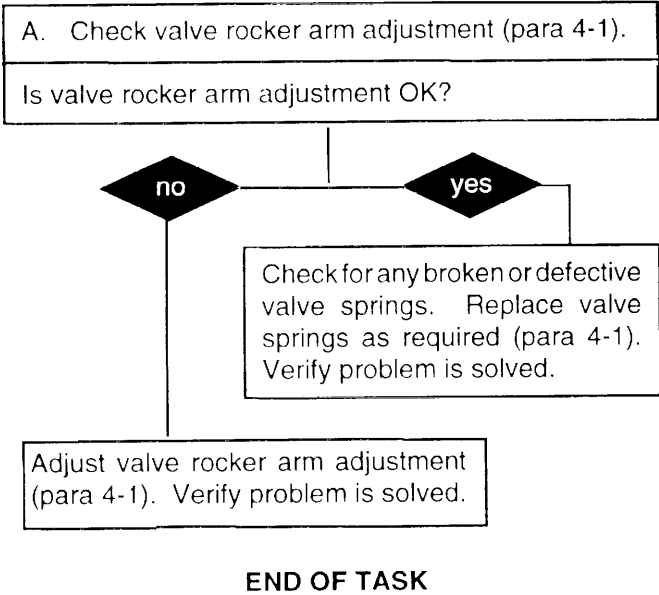 A. Check valve rocker arm adjustment (para 4-1).
Is valve rocker arm adjustment OK?
no
yes
Check for any broken or defective
valve springs. Replace valve
springs as required (para 4-1).
Verify problem is solved.
Adjust valve rocker arm adjustment
(para 4-1). Verify problem is solved.
END OF TASK